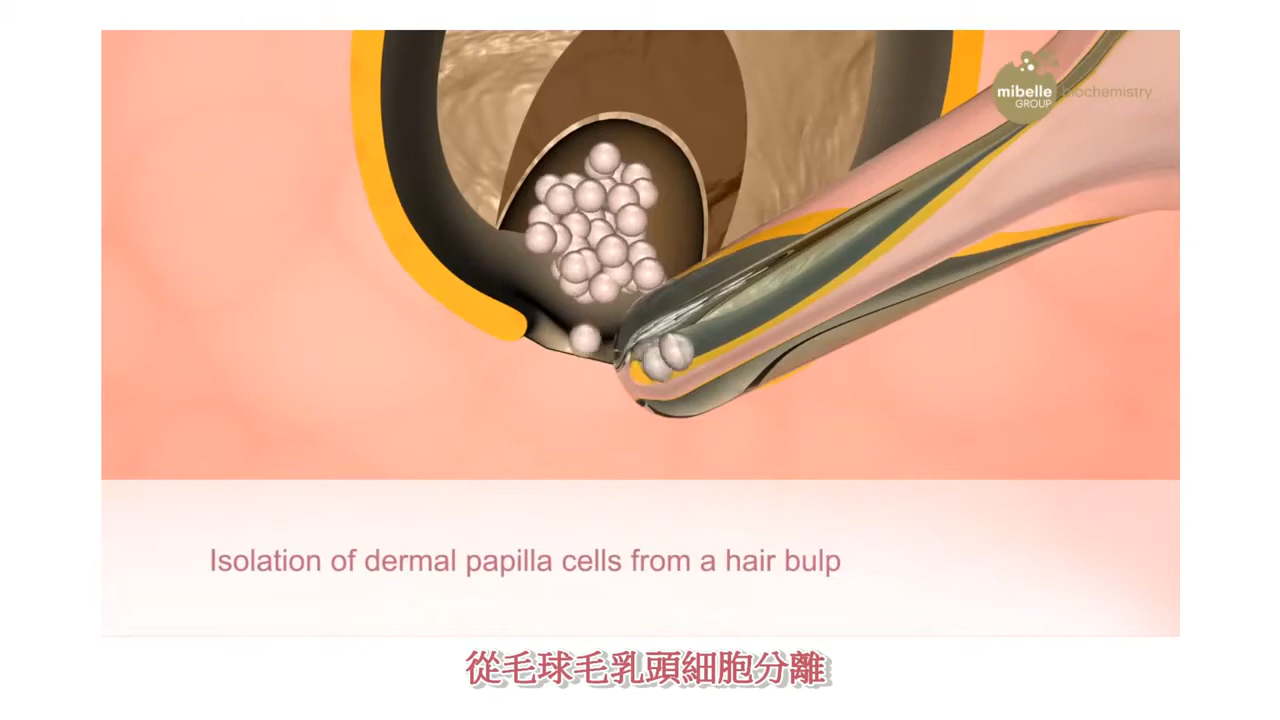 mibelle biochemistry
GROUP
Isolation of dermal papilla cells from a hair bulp
從毛球毛乳頭細胞分離